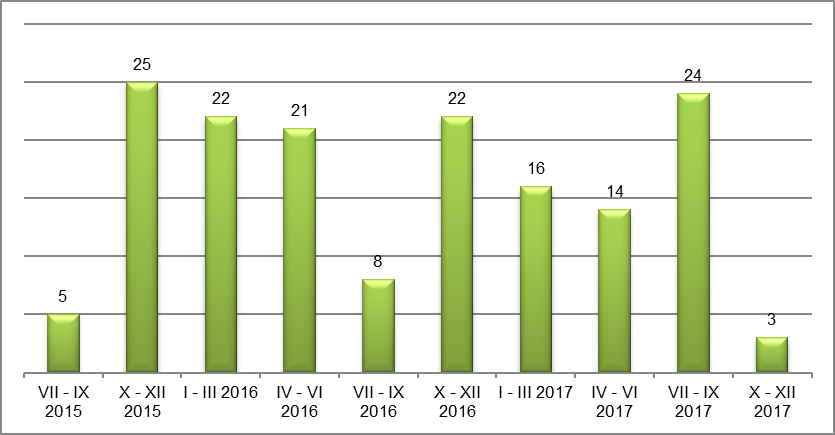 25
24
22
22
21
16
14
8
5
3
VII - IX
2015
X - XII
2015
I - III 2016
IV - VI
2016
VII - IX
2016
X - XII
2016
I - III 2017
IV - VI
2017
VII - IX
2017
X - XII
2017